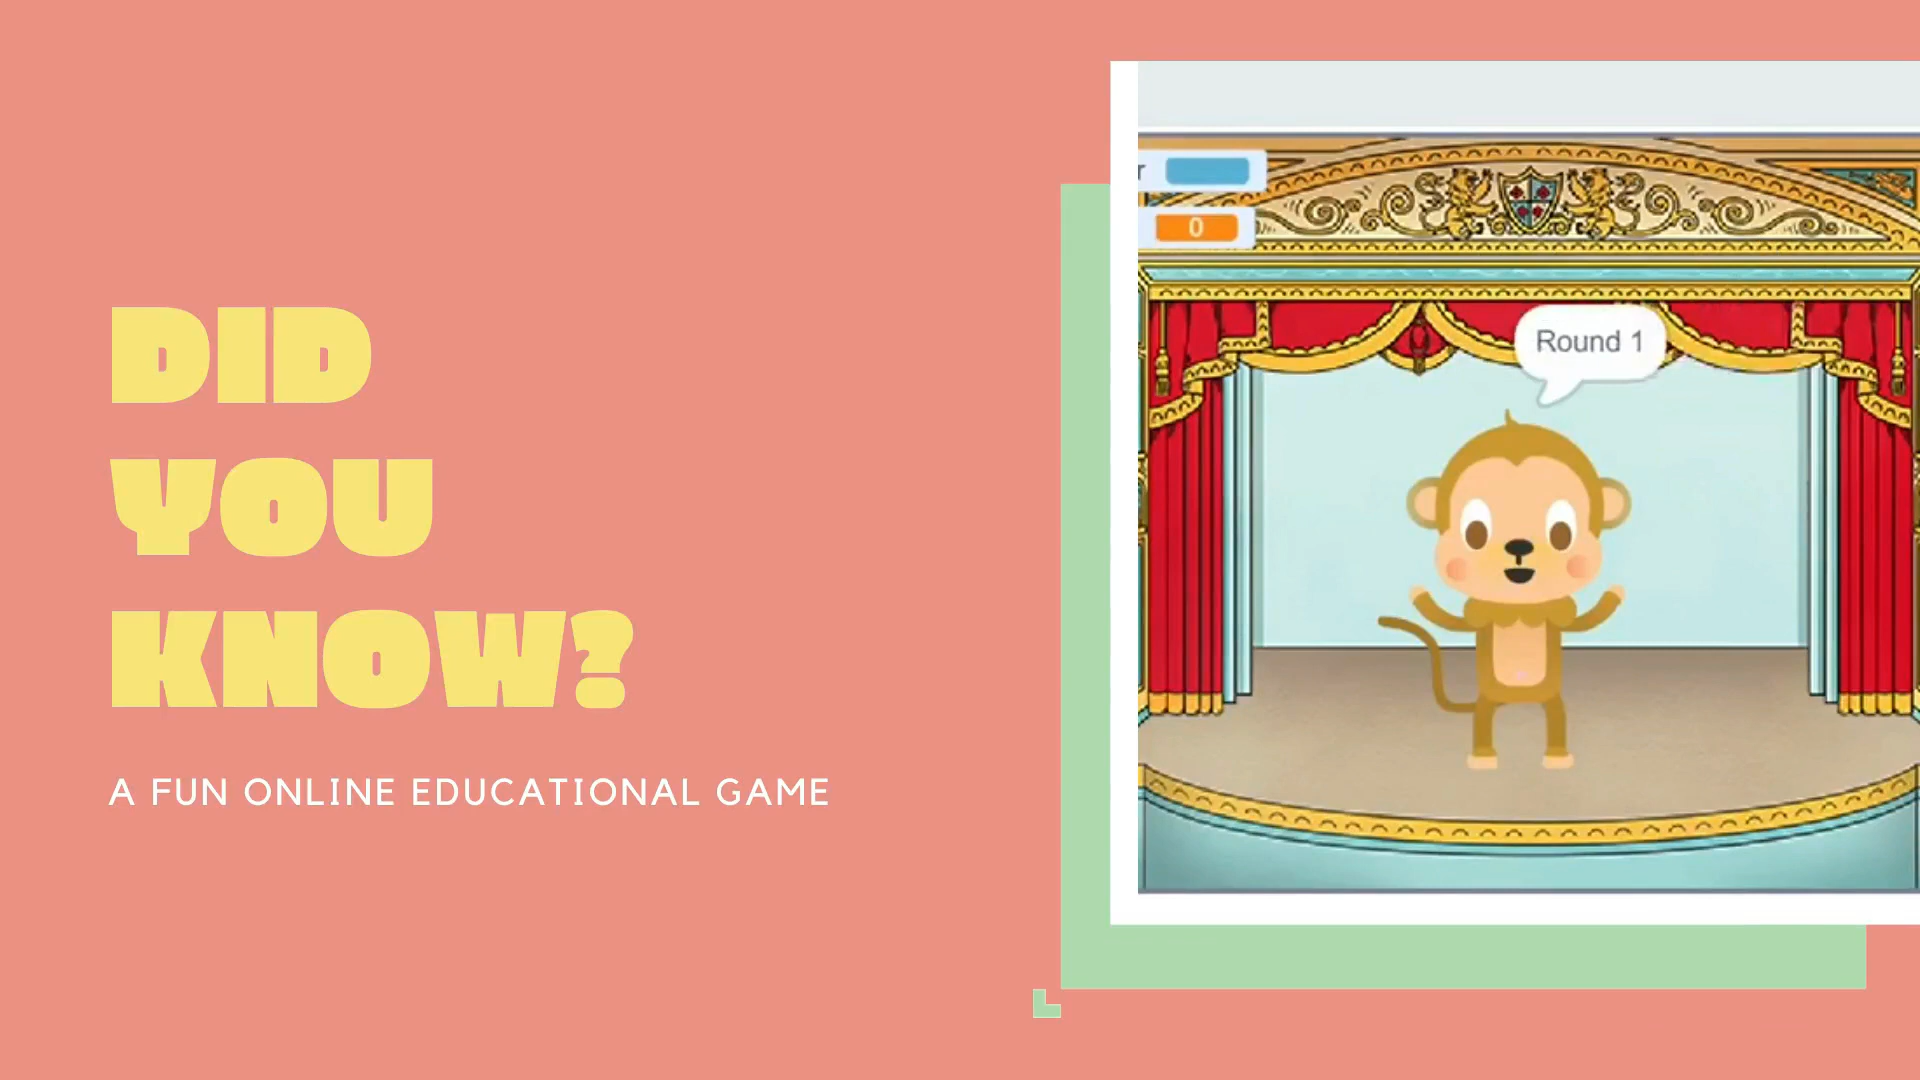 DID
YOU
KNOW?
A FUN ONLINE EDUCATIONAL GAME
r
0
Round 1